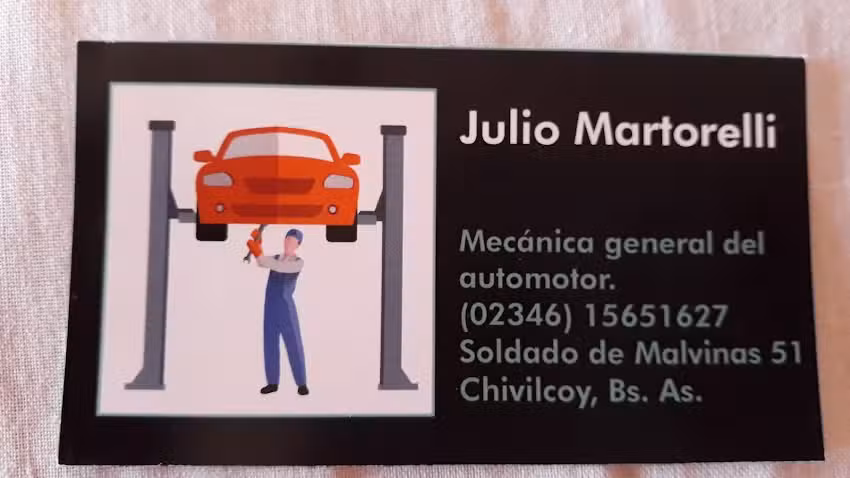 Julio Martorelli
Mecánica general del
automotor.
(02346) 15651627
Soldado de Malvinas 51
Chivilcoy, Bs. As.